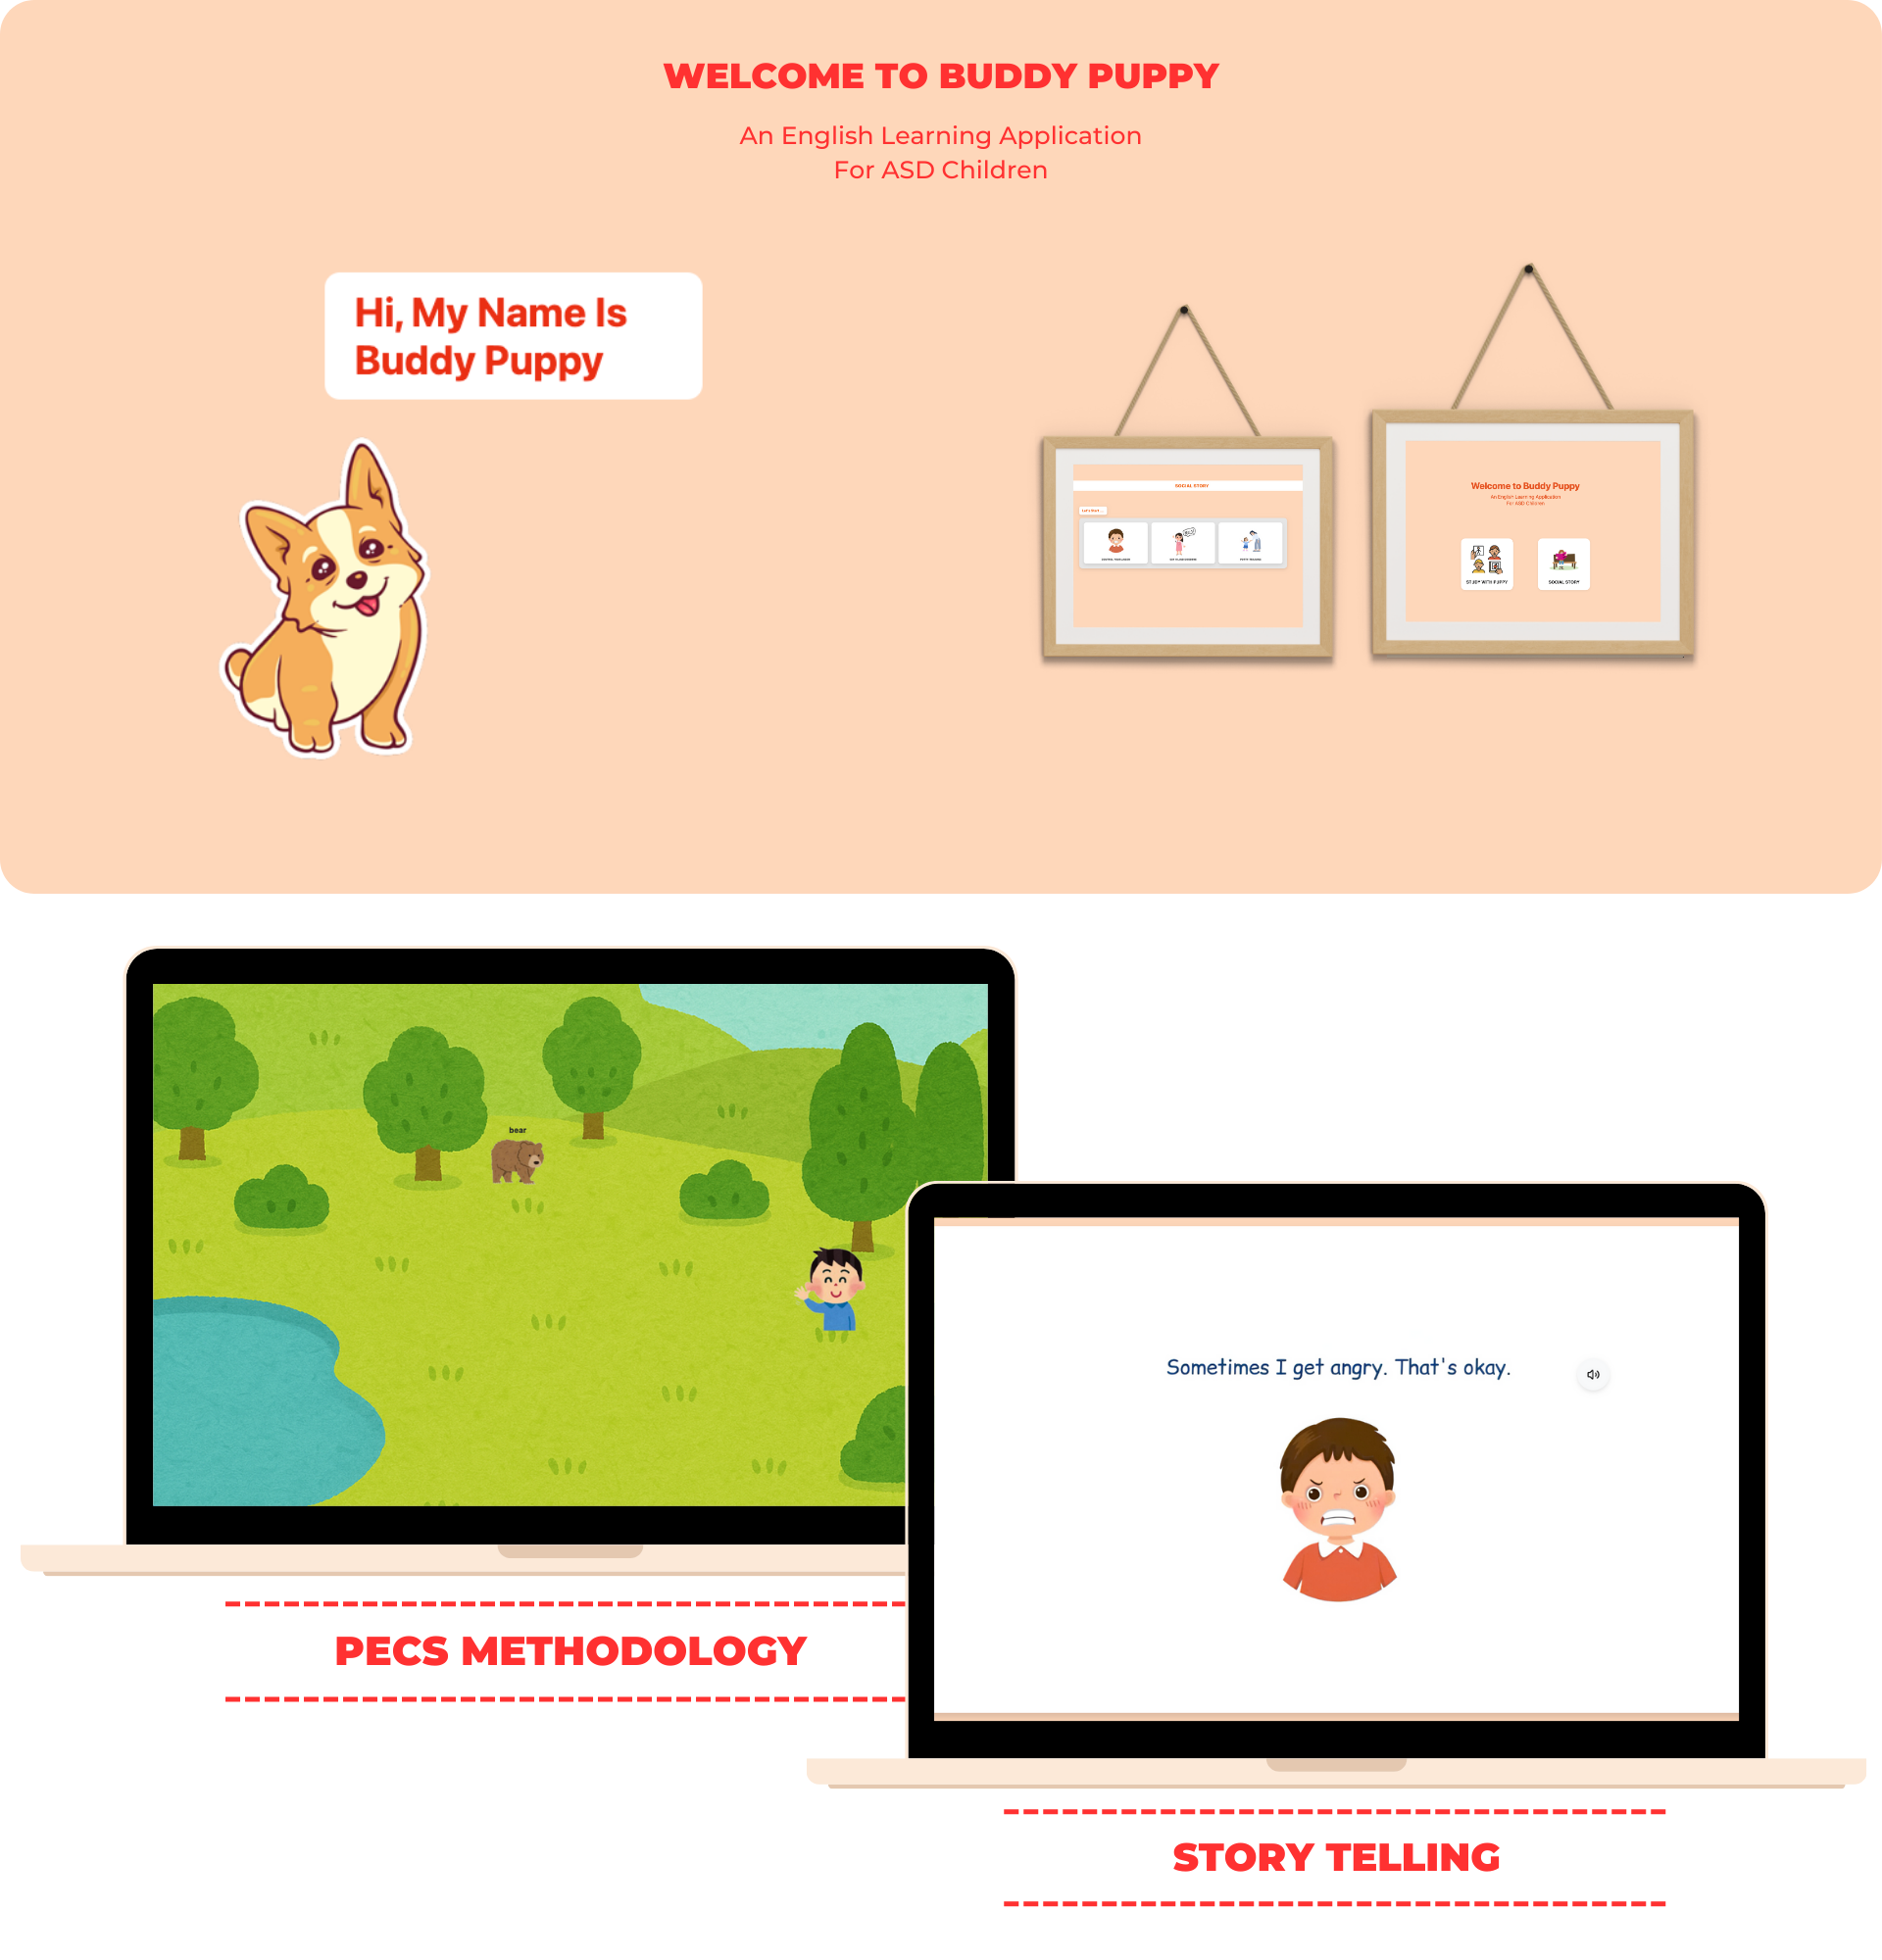 WELCOME TO BUDDY PUPPY
An English Learning Application
For ASD Children
Hi, My Name Is
Buddy Puppy
SOCIAL STORY
Welcome to Buddy Puppy
An English Learning Application
For ASD Children
STUDY WITH PUPPY
SOCIAL STORY
bear
Sometimes I get angry. That's okay.
PECS METHODOLOGY
STORY TELLING